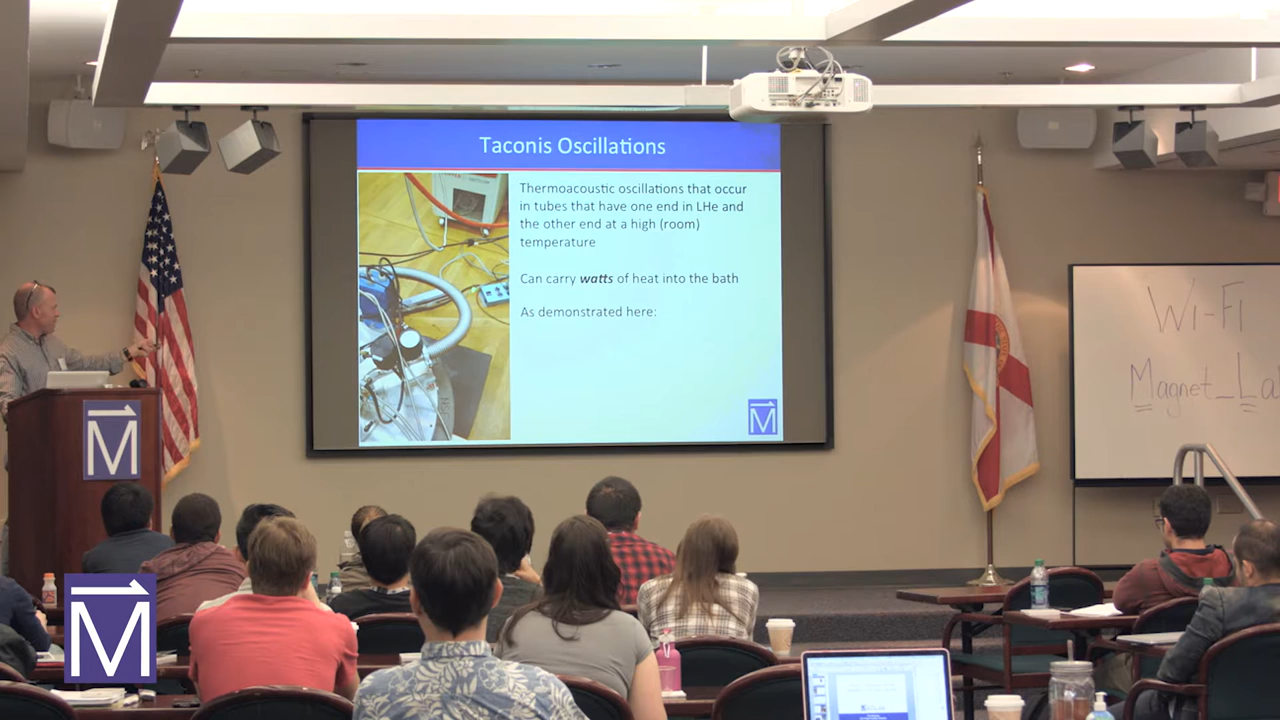 Taconis Oscillations
Thermoacoustic oscillations that occur
in tubes that have one end in LHe and
the other end at a high (room)
temperature
Can carry watts of heat into the bath
As demonstrated here:
M
M
M
Wi-Fi
Magnet_La